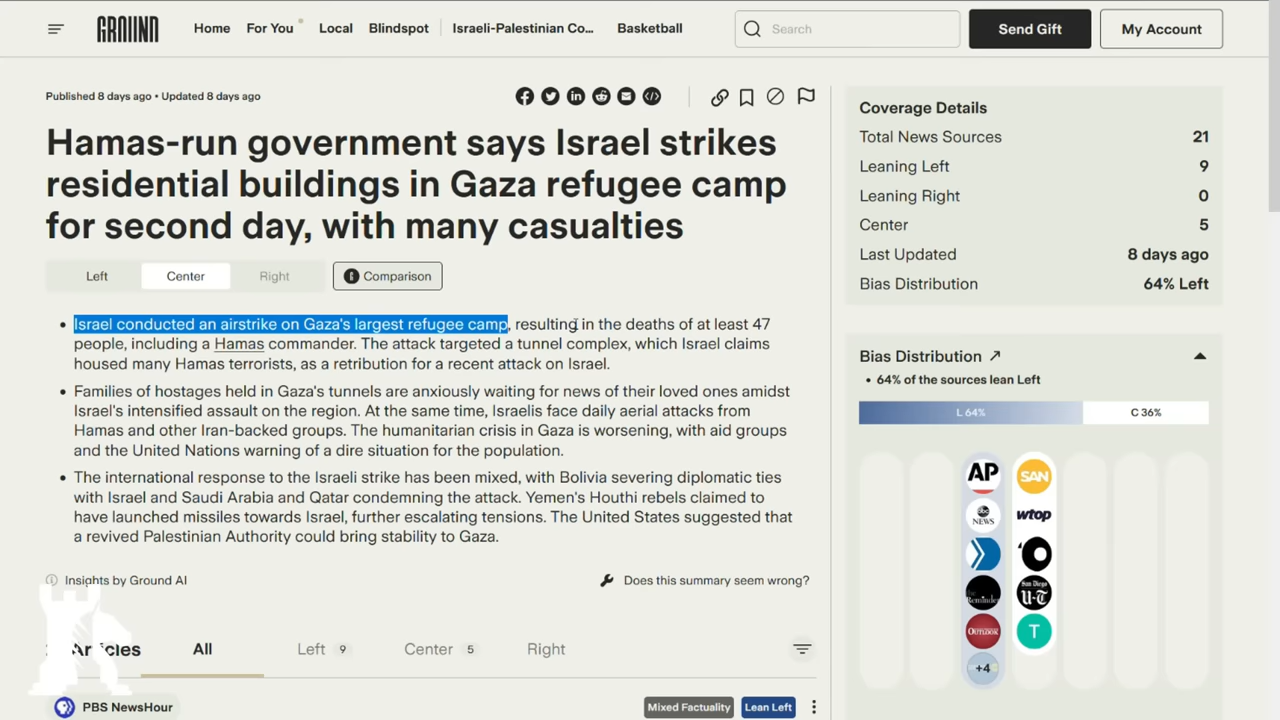 GROUND
Home For You Local Blindspot Israeli-Palestinian Co... Basketball Search Send Gift My Account
Published 8 days ago • Updated 8 days ago
Hamas-run government says Israel strikes
residential buildings in Gaza refugee camp
for second day, with many casualties
Left Center Right Comparison
• Israel conducted an airstrike on Gaza's largest refugee camp, resulting in the deaths of at least 47
people, including a Hamas commander. The attack targeted a tunnel complex, which Israel claims
housed many Hamas terrorists, as a retribution for a recent attack on Israel.
• Families of hostages held in Gaza's tunnels are anxiously waiting for news of their loved ones amidst
Israel's intensified assault on the region. At the same time, Israelis face daily aerial attacks from
Hamas and other Iran-backed groups. The humanitarian crisis in Gaza is worsening, with aid groups
and the United Nations warning of a dire situation for the population.
• The international response to the Israeli strike has been mixed, with Bolivia severing diplomatic ties
with Israel and Saudi Arabia and Qatar condemning the attack. Yemen's Houthi rebels claimed to
have launched missiles towards Israel, further escalating tensions. The United States suggested that
a revived Palestinian Authority could bring stability to Gaza.
Insights by Ground AI Does this summary seem wrong?
Articles All Left 9 Center 5 Right
PBS NewsHour Mixed Factuality Lean Left
Coverage Details
Total News Sources 21
Leaning Left 9
Leaning Right 0
Center 5
Last Updated 8 days ago
Bias Distribution 64% Left
Bias Distribution ↗
• 64% of the sources lean Left
L 64% C 36%
AP SAN
abc NEWS wtop
The Reminder San Diego U-T
OUTLOOK T
+4